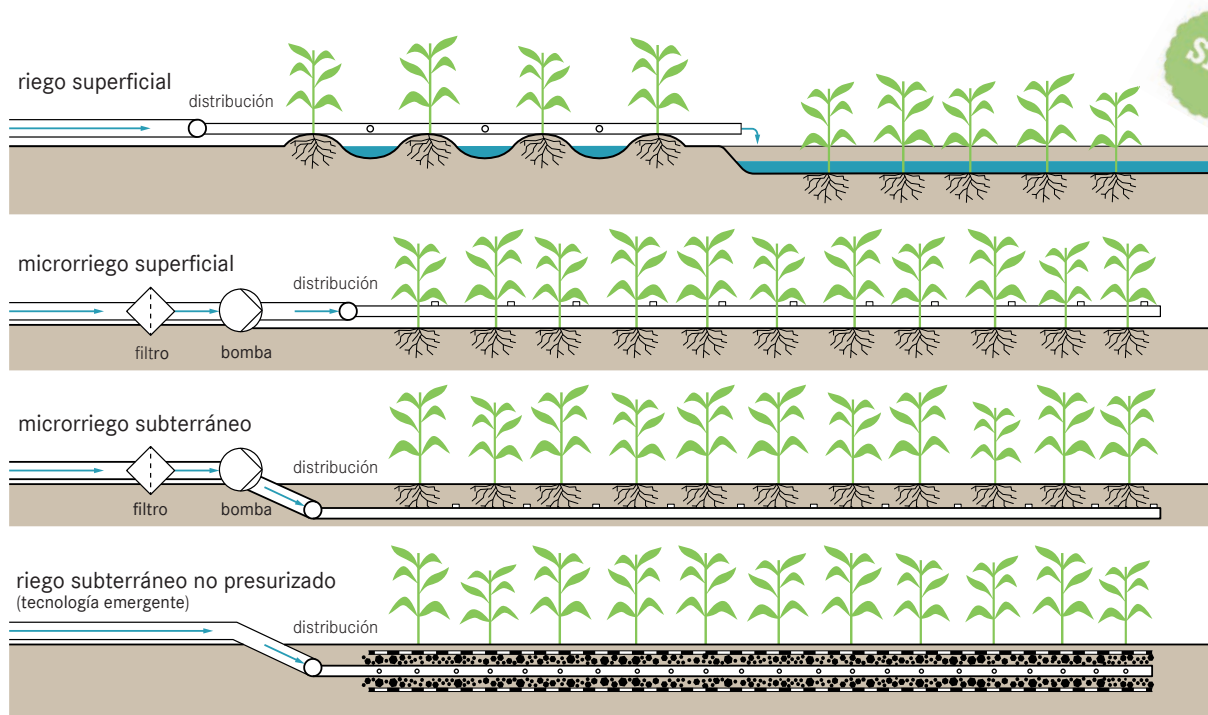 riego superficial
distribución
microrriego superficial
distribución
filtro
bomba
microrriego subterráneo
distribución
filtro
bomba
riego subterráneo no presurizado
(tecnología emergente)
distribución